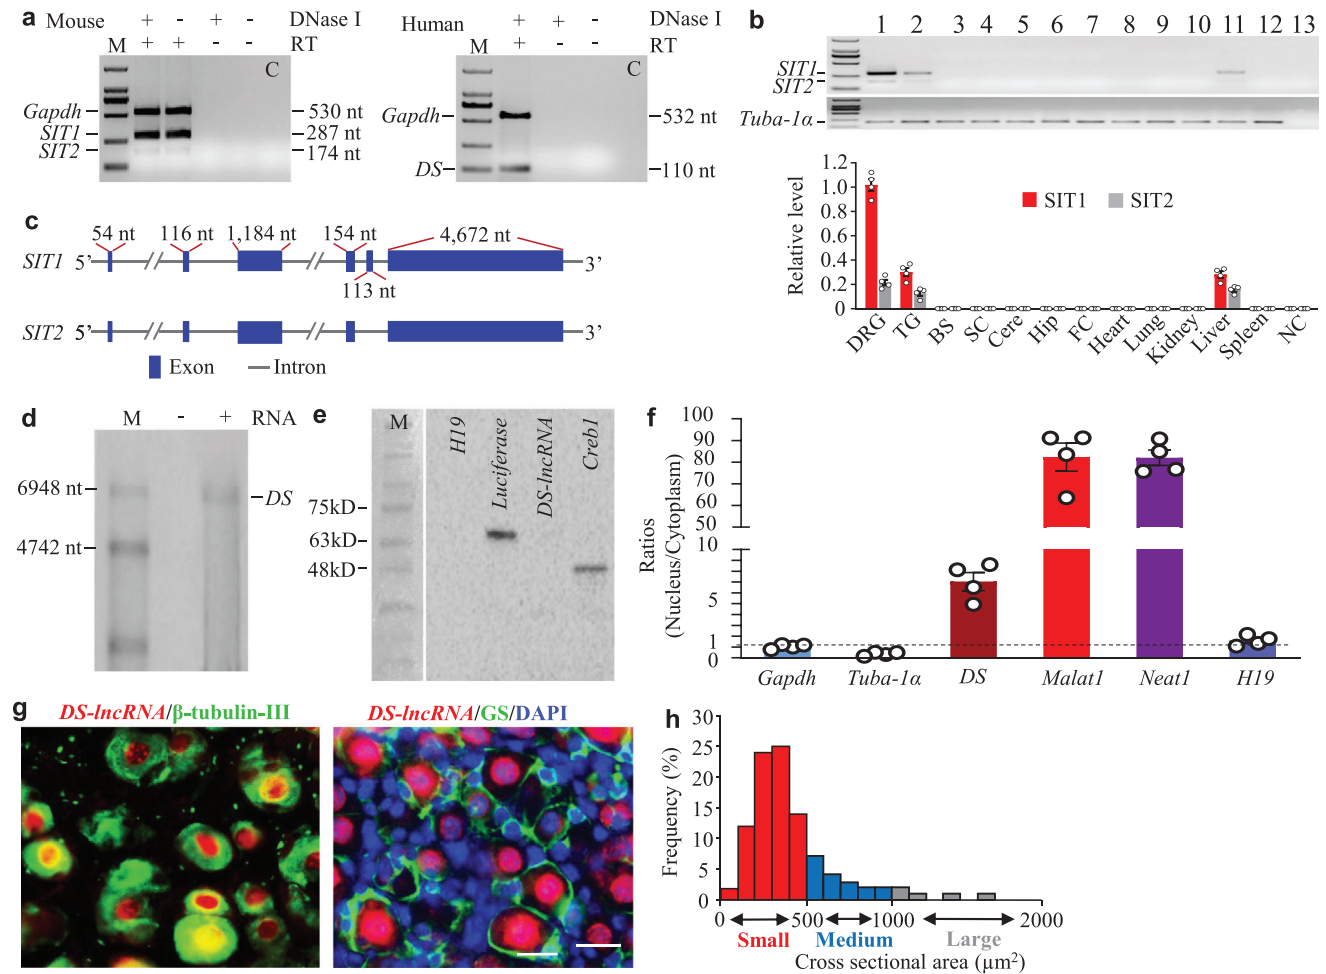 a
Mouse + - + - DNase I
M + + - - RT
C
Gapdh 530 nt
SIT1 287 nt
SIT2 174 nt
Human + + - DNase I
M + - - RT
C
Gapdh 532 nt
DS 110 nt
b
1 2 3 4 5 6 7 8 9 10 11 12 13
SIT1
SIT2
Tuba-1α
Relative level
1.2
1.0
0.8
0.6
0.4
0.2
0
SIT1 SIT2
DRG TG BS SC Cere Hip FC Heart Lung Kidney Liver Spleen NC
c
54 nt 116 nt 1,184 nt 154 nt 4,672 nt
SIT1 5’ 3’
113 nt
SIT2 5’ 3’
Exon Intron
d
M - + RNA
6948 nt DS
4742 nt
e
M H19 Luciferase DS-lncRNA Creb1
75kD
63kD
48kD
f
Ratios
(Nucleus/Cytoplasm)
100
90
80
70
60
50
10
5
1
0
Gapdh Tuba-1α DS Malat1 Neat1 H19
g
DS-lncRNA/β-tubulin-III
DS-lncRNA/GS/DAPI
h
Frequency (%)
30
25
20
15
10
5
0
0 500 1000 2000
Small Medium Large
Cross sectional area (µm²)